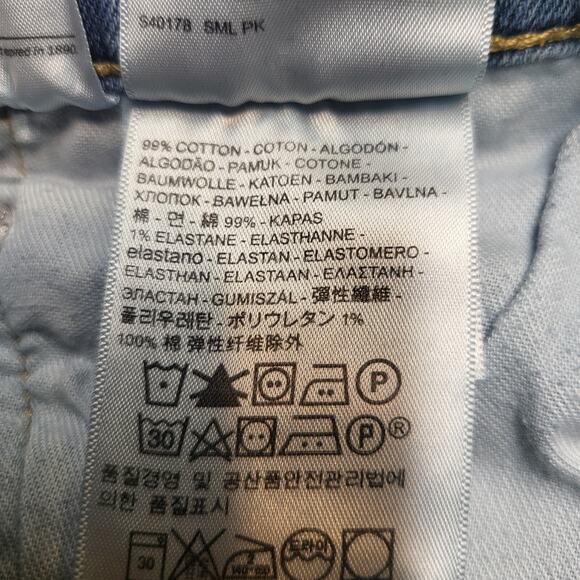 S40178 SML PK
in 1890
99% COTTON - COTON - ALGODÓN -
ALGODÃO - PAMUK - COTONE -
BAUMWOLLE - KATOEN - BAMBAKI -
ХЛОПОК - BAWEŁNA - PAMUT - BAVLNA -
棉 - 면 - 綿 99% - KAPAS
1% ELASTANE - ELASTHANNE -
elastano - ELASTAN - ELASTOMERO -
ELASTHAN - ELASTAAN - ΕΛΑΣΤΑΝΗ -
ЭЛАСТАН - GUMISZÁL - 彈性纖維 -
폴리우레탄 - ポリウレタン 1%
100% 棉 弹性纤维除外
P
30 P®
품질경영 및 공산품안전관리법에
의한 품질표시
30 드라이